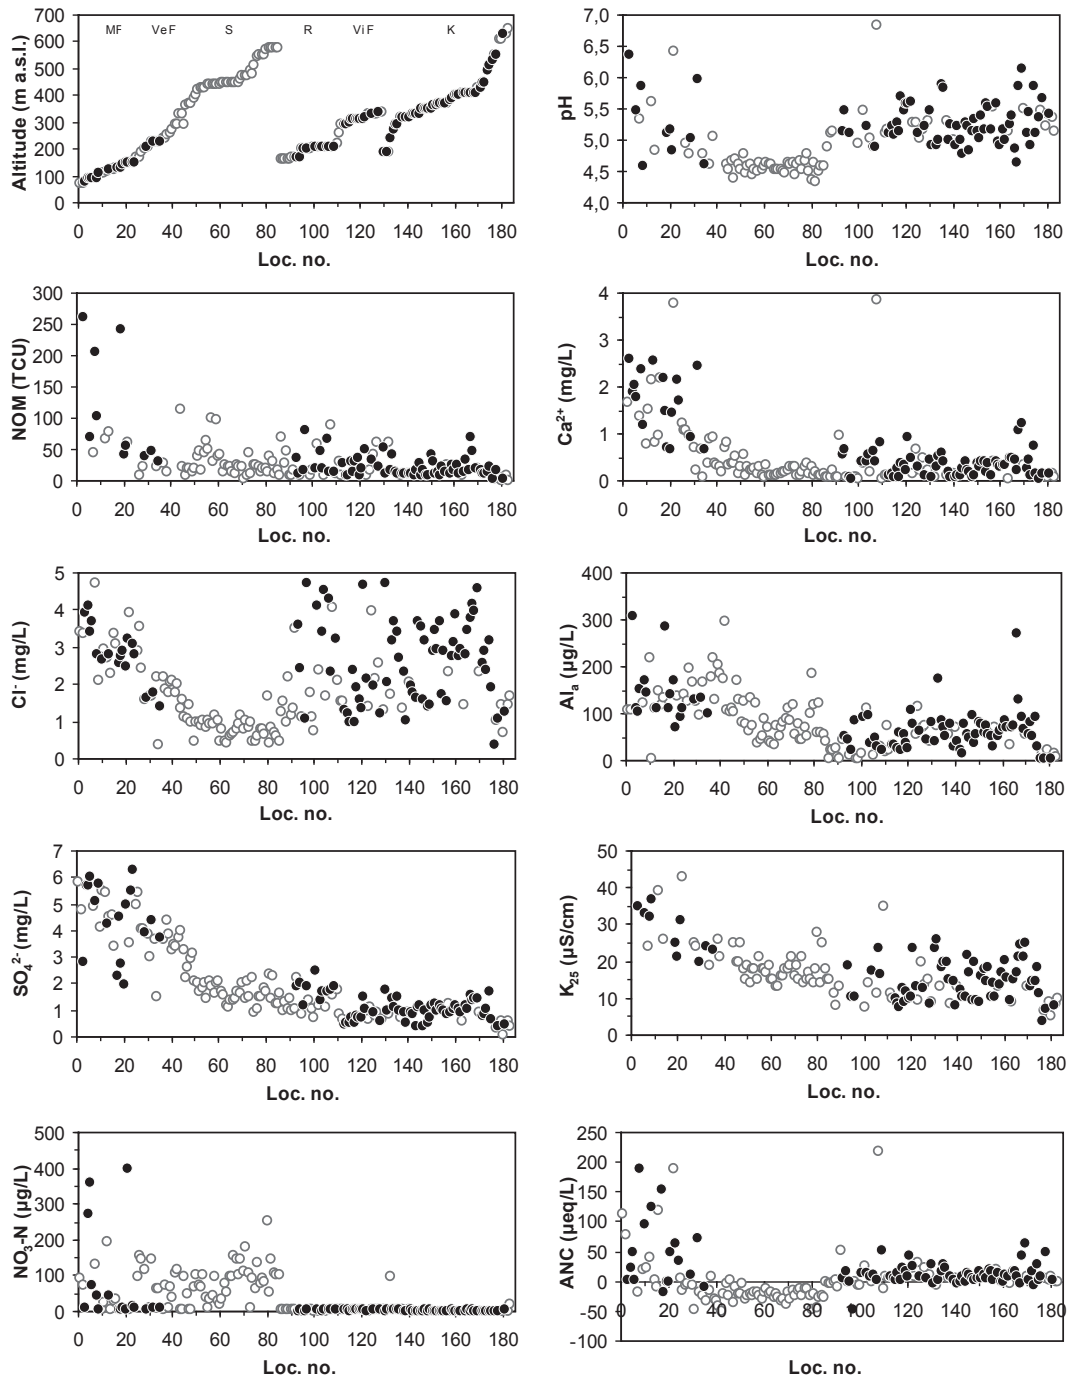 700
600
500
400
300
200
100
0
MF VeF S R ViF K
Altitude (m a.s.l.)
0 20 40 60 80 100 120 140 160 180
Loc. no.
7,0
6,5
6,0
5,5
5,0
4,5
4,0
pH
0 20 40 60 80 100 120 140 160 180
Loc. no.
300
250
200
150
100
50
0
NOM (TCU)
0 20 40 60 80 100 120 140 160 180
Loc. no.
4
3
2
1
0
Ca²⁺ (mg/L)
0 20 40 60 80 100 120 140 160 180
Loc. no.
5
4
3
2
1
0
Cl⁻ (mg/L)
0 20 40 60 80 100 120 140 160 180
Loc. no.
400
300
200
100
0
Alₐ (µg/L)
0 20 40 60 80 100 120 140 160 180
Loc. no.
7
6
5
4
3
2
1
0
SO₄²⁻ (mg/L)
0 20 40 60 80 100 120 140 160 180
Loc. no.
50
40
30
20
10
0
K₂₅ (µS/cm)
0 20 40 60 80 100 120 140 160 180
Loc. no.
500
400
300
200
100
0
NO₃-N (µg/L)
0 20 40 60 80 100 120 140 160 180
Loc. no.
250
200
150
100
50
0
-50
-100
ANC (µeq/L)
0 20 40 60 80 100 120 140 160 180
Loc. no.